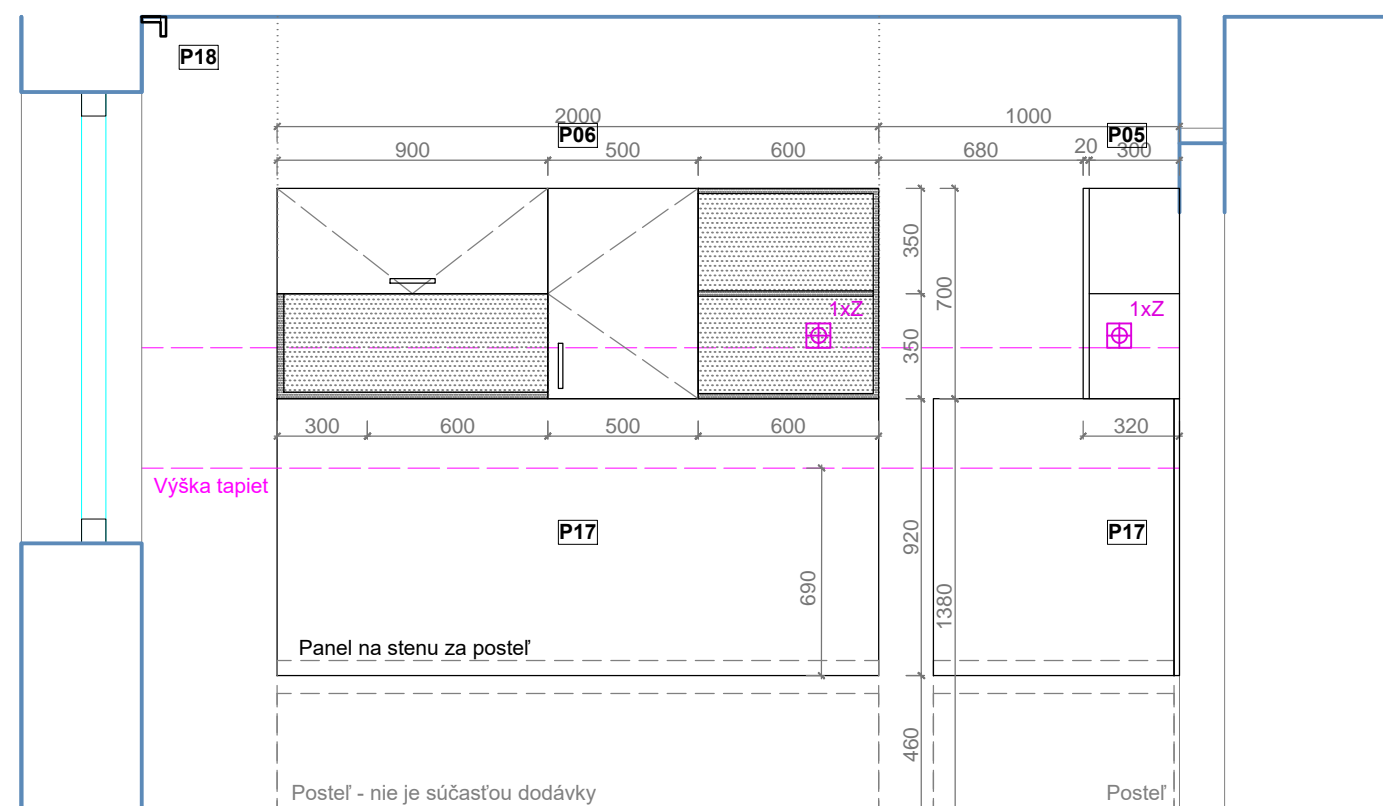 P18
2000 1000
P06 P05
900 500 600 680 20 300
350
700
1xZ 1xZ
350
300 600 500 600 320
Výška tapiet
P17 P17
920
690
1380
Panel na stenu za posteľ
460
Posteľ - nie je súčasťou dodávky Posteľ